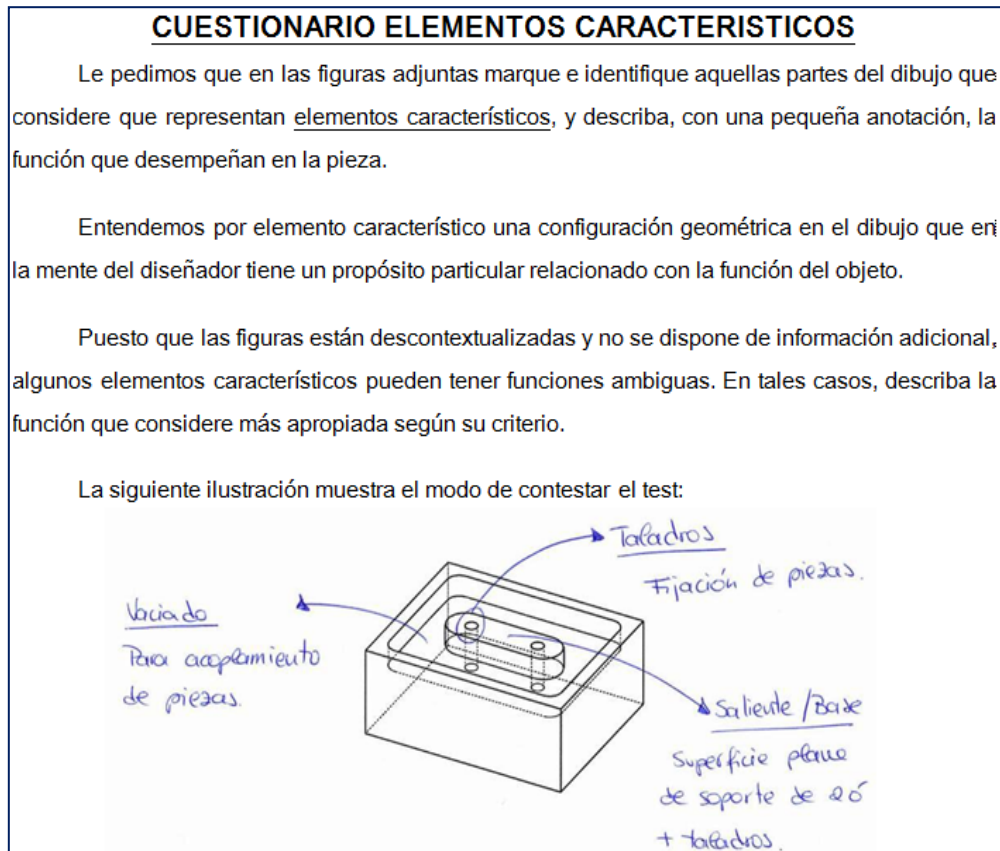 CUESTIONARIO ELEMENTOS CARACTERISTICOS
Le pedimos que en las figuras adjuntas marque e identifique aquellas partes del dibujo que
considere que representan elementos característicos, y describa, con una pequeña anotación, la
función que desempeñan en la pieza.
Entendemos por elemento característico una configuración geométrica en el dibujo que en
la mente del diseñador tiene un propósito particular relacionado con la función del objeto.
Puesto que las figuras están descontextualizadas y no se dispone de información adicional,
algunos elementos característicos pueden tener funciones ambiguas. En tales casos, describa la
función que considere más apropiada según su criterio.
La siguiente ilustración muestra el modo de contestar el test:
Taladros
Fijación de piezas.
Vaciado
Para acoplamiento
de piezas.
Saliente/Base
Superficie plana
de soporte de 2 ó
+ taladros.